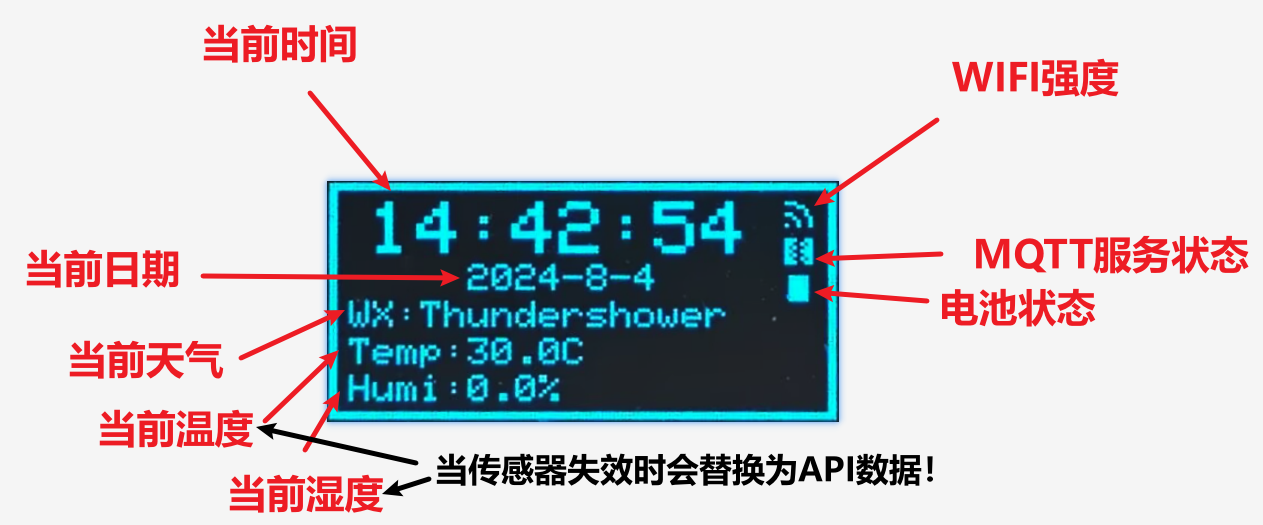 当前时间
WIFI强度
14:42:54
MQTT服务状态
当前日期
2024-8-4
电池状态
WX:Thundershower
当前天气
Temp:30.0C
Humi:0.0%
当前温度
当传感器失效时会替换为API数据！
当前湿度